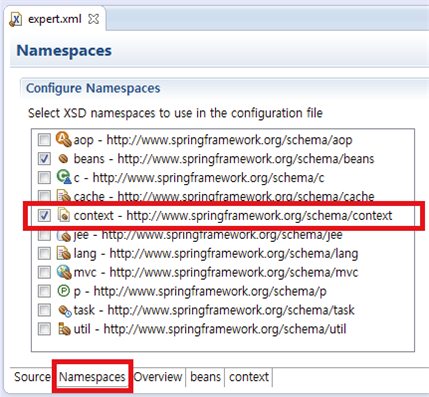 expert.xml
Namespaces
Configure Namespaces
Select XSD namespaces to use in the configuration file
aop - http://www.springframework.org/schema/aop
beans - http://www.springframework.org/schema/beans
c - http://www.springframework.org/schema/c
cache - http://www.springframework.org/schema/cache
context - http://www.springframework.org/schema/context
jee - http://www.springframework.org/schema/jee
lang - http://www.springframework.org/schema/lang
mvc - http://www.springframework.org/schema/mvc
p - http://www.springframework.org/schema/p
task - http://www.springframework.org/schema/task
util - http://www.springframework.org/schema/util
Source Namespaces Overview beans context